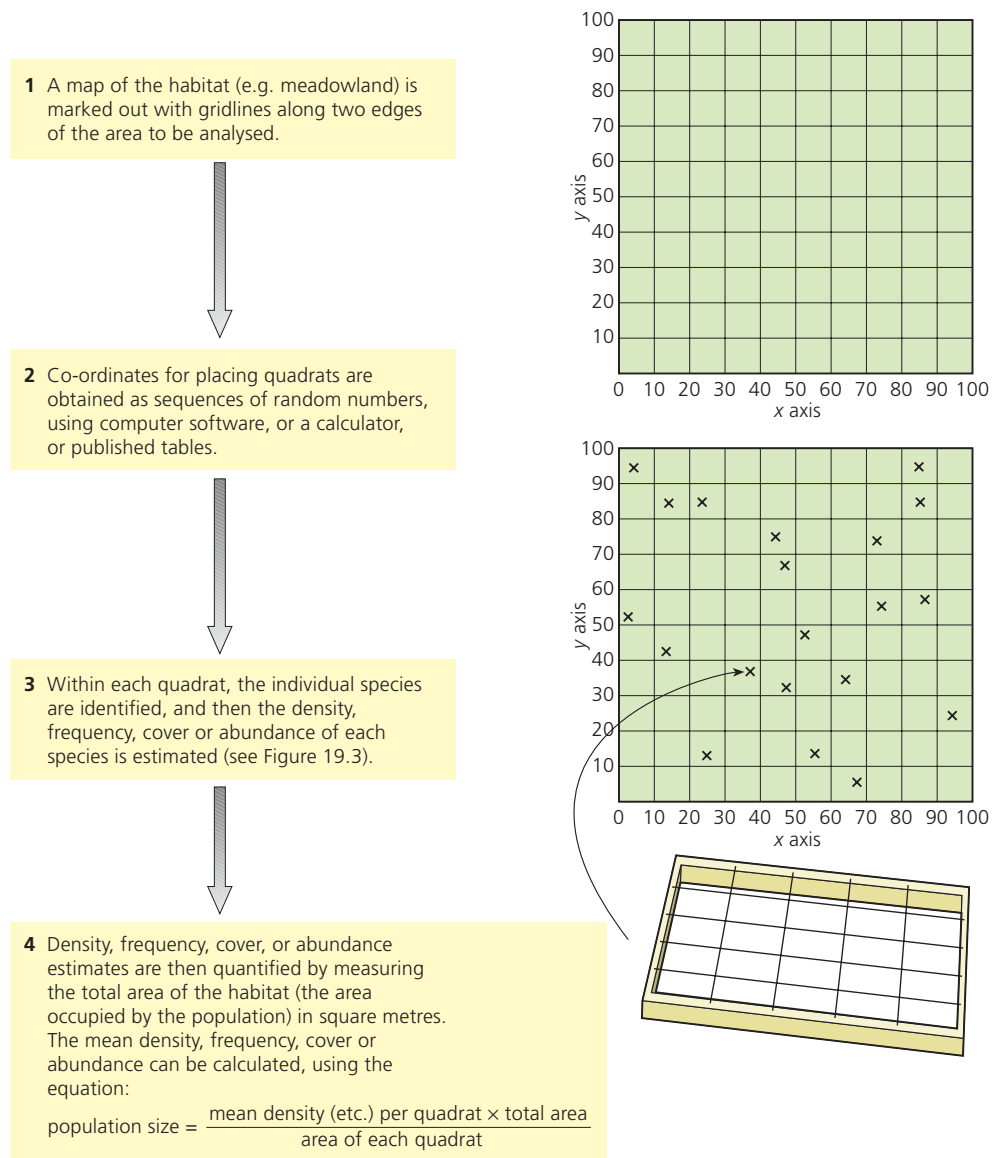 1 A map of the habitat (e.g. meadowland) is
marked out with gridlines along two edges
of the area to be analysed.
100
90
80
70
60
50
40
30
20
10
y axis
0 10 20 30 40 50 60 70 80 90 100
x axis
2 Co-ordinates for placing quadrats are
obtained as sequences of random numbers,
using computer software, or a calculator,
or published tables.
100
90
80
70
60
50
40
30
20
10
y axis
0 10 20 30 40 50 60 70 80 90 100
x axis
3 Within each quadrat, the individual species
are identified, and then the density,
frequency, cover or abundance of each
species is estimated (see Figure 19.3).
4 Density, frequency, cover, or abundance
estimates are then quantified by measuring
the total area of the habitat (the area
occupied by the population) in square metres.
The mean density, frequency, cover or
abundance can be calculated, using the
equation:
population size = mean density (etc.) per quadrat × total area
area of each quadrat